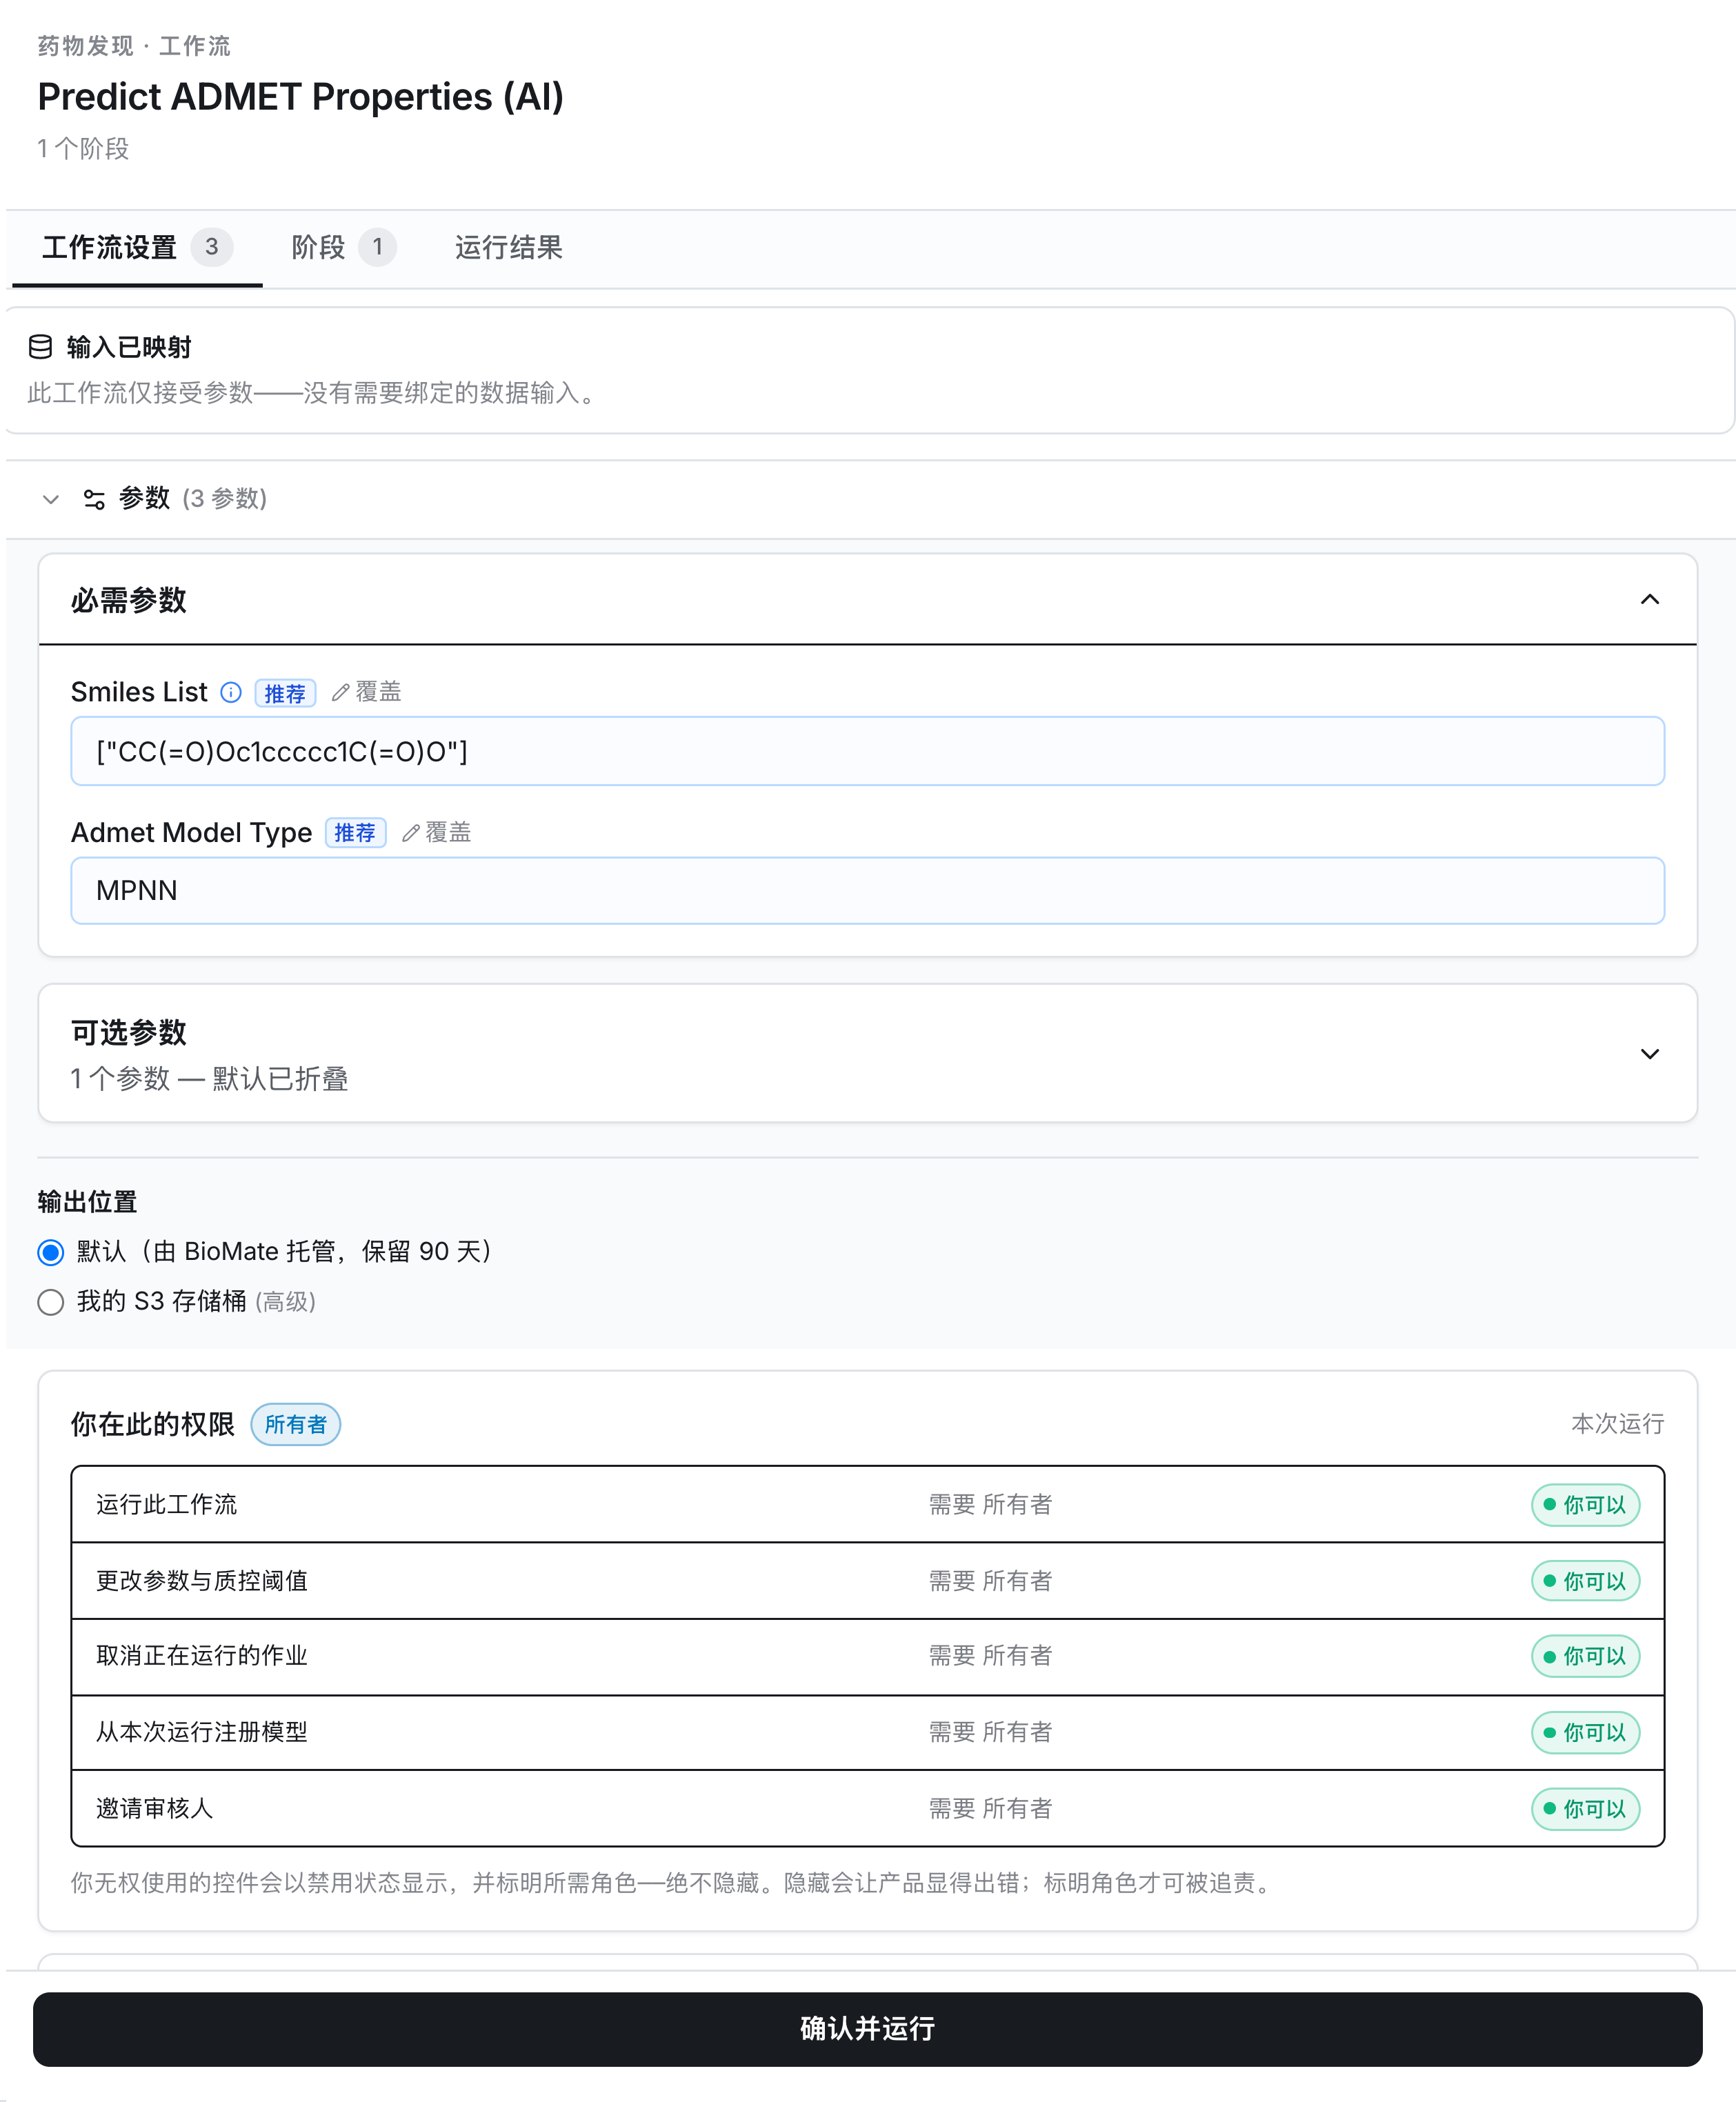 药物发现 · 工作流
Predict ADMET Properties (AI)
1 个阶段
工作流设置 3 阶段 1 运行结果
输入已映射
此工作流仅接受参数——没有需要绑定的数据输入。
参数 (3 参数)
必需参数
Smiles List 推荐 覆盖
["CC(=O)Oc1ccccc1C(=O)O"]
Admet Model Type 推荐 覆盖
MPNN
可选参数
1 个参数 — 默认已折叠
输出位置
默认（由 BioMate 托管，保留 90 天）
我的 S3 存储桶 (高级)
你在此的权限 所有者 本次运行
运行此工作流 需要 所有者 你可以
更改参数与质控阈值 需要 所有者 你可以
取消正在运行的作业 需要 所有者 你可以
从本次运行注册模型 需要 所有者 你可以
邀请审核人 需要 所有者 你可以
你无权使用的控件会以禁用状态显示，并标明所需角色—绝不隐藏。隐藏会让产品显得出错；标明角色才可被追责。
确认并运行